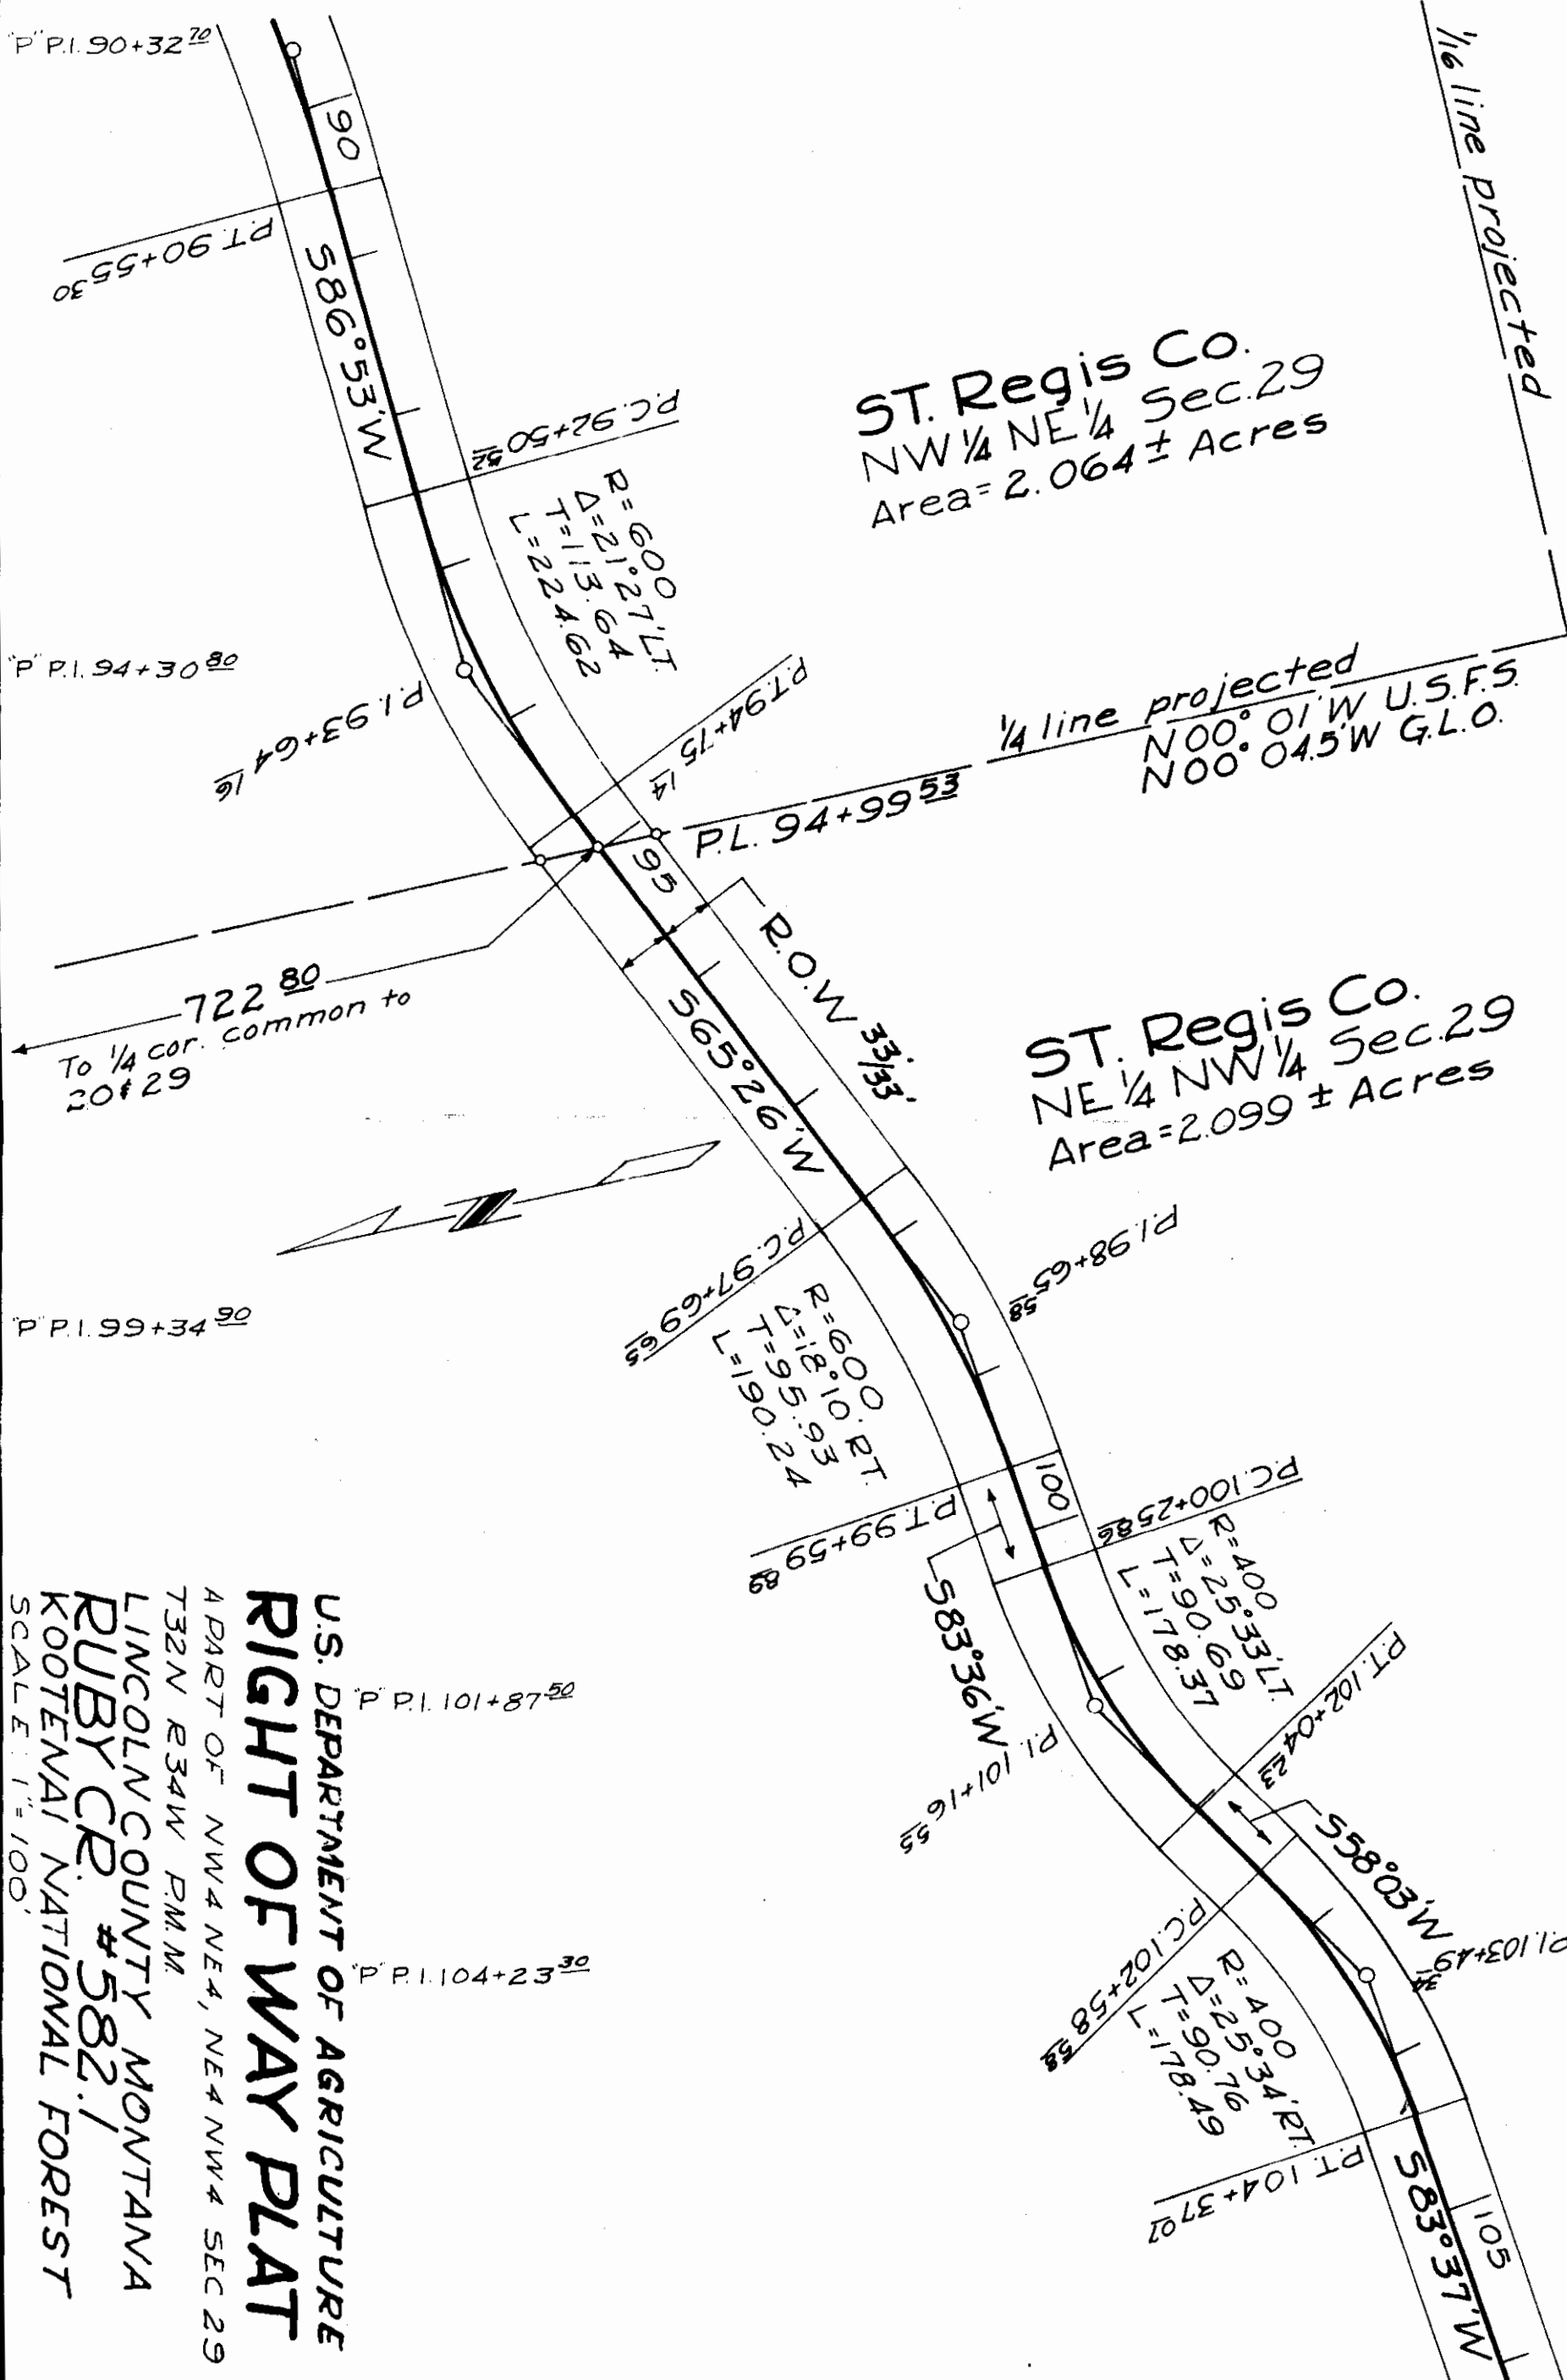 "P" P.I. 90+32 70
90
P.T. 90+55 30
S86°53'W
P.C. 92+50 52
R=600
Δ=21°27'LT.
T=113.64
L=224.62
"P" P.I. 94+30 80
P.I. 93+64 16
P.T. 94+75 14
1/16 line projected
ST. Regis Co.
NW 1/4 NE 1/4 Sec. 29
Area = 2.064 ± Acres
1/4 line projected
N00° 01'W U.S.F.S.
N00° 04.5'W G.L.O.
P.L. 94+99 53
95
722 80
To 1/4 cor. common to
20 & 29
R.O.W. 33'/33'
S65°26'W
ST. Regis Co.
NE 1/4 NW 1/4 Sec. 29
Area = 2.099 ± Acres
N
"P" P.I. 99+34 90
P.C. 97+69 65
R=600
Δ=18°10' RT.
T=95.93
L=190.24
P.I. 98+65 58
P.T. 99+59 89
100
S83°36'W
P.C. 100+25 86
R=400
Δ=25°33'LT.
T=90.69
L=178.37
P.I. 101+16 55
"P" P.I. 101+87 50
P.T. 102+04 23
S58°03'W
P.C. 102+58 58
R=400
Δ=25°34'RT.
T=90.76
L=178.49
P.I. 103+49 34
"P" P.I. 104+23 30
P.T. 104+37 07
S83°37'W
105
U.S. DEPARTMENT OF AGRICULTURE
RIGHT OF WAY PLAT
A PART OF NW4 NE4, NE4 NW4 SEC 29
T32N R34W P.M.M.
LINCOLN COUNTY MONTANA
RUBY CR. #582.1
KOOTENAI NATIONAL FOREST
SCALE: 1"=100'